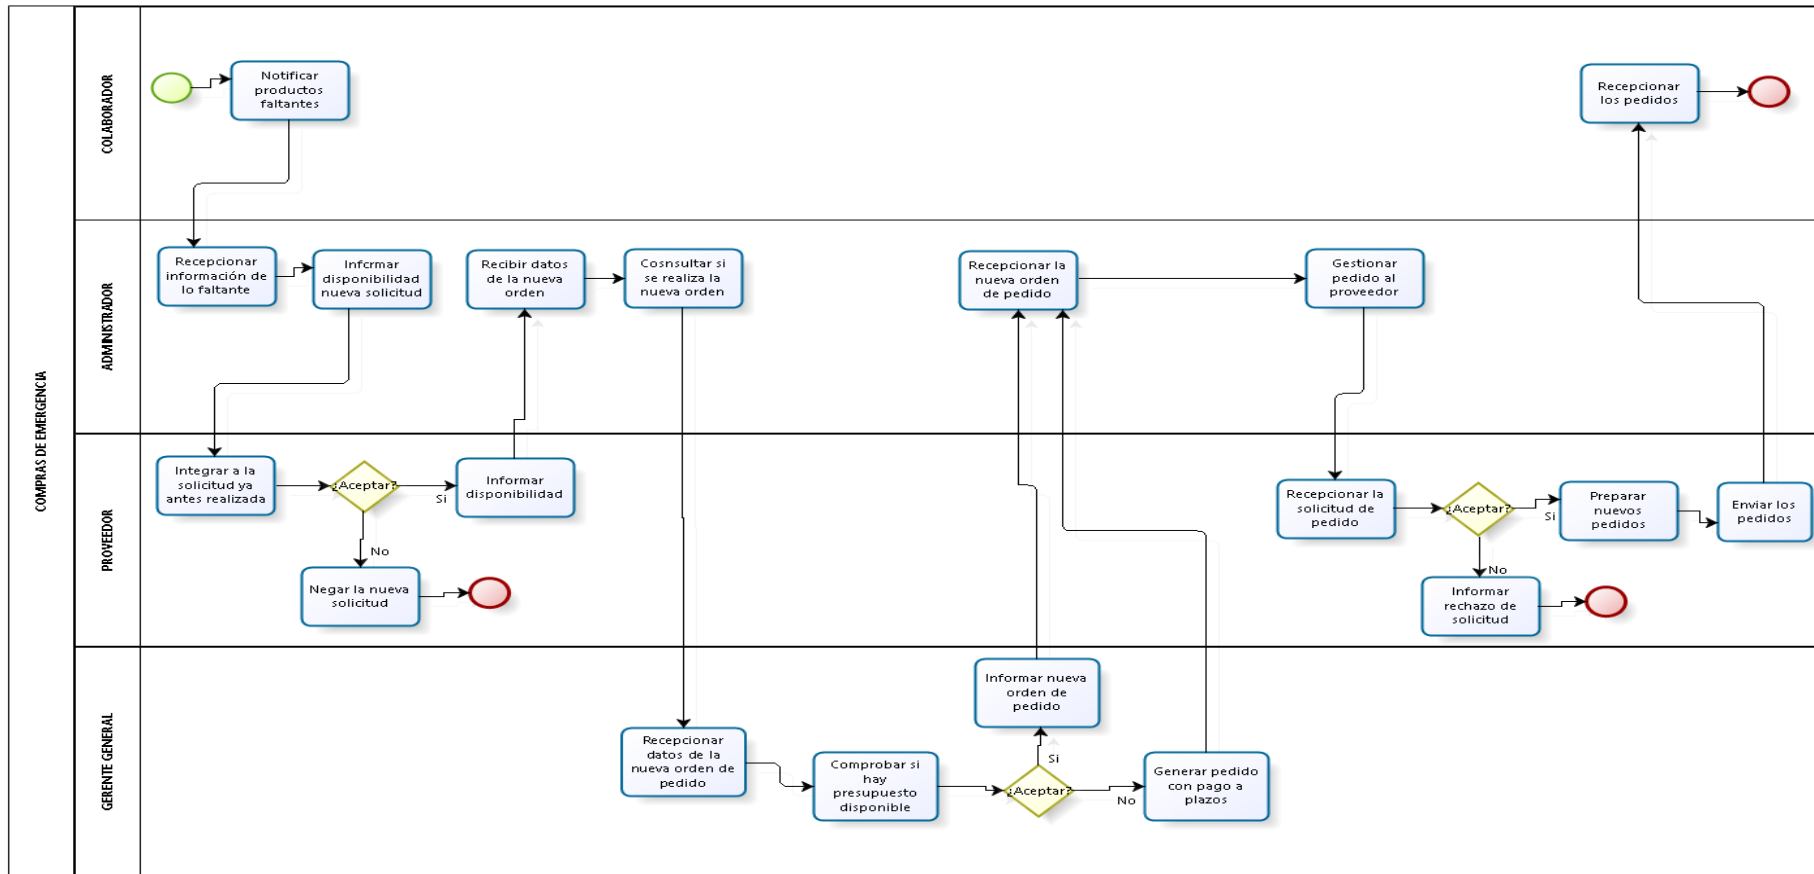 COMPRAS DE EMERGENCIA
COLABORADOR
Notificar
productos
faltantes
Recepcionar
los pedidos
ADMINISTRADOR
Recepcionar
información de
lo faltante
Infcrmar
disponibilidad
nueva solicitud
Recibir datos
de la nueva
orden
Cosnsultar si
se realiza la
nueva orden
Recepcionar la
nueva orden
de pedido
Gestionar
pedido al
proveedor
PROVEEDOR
Integrar a la
solicitud ya
antes realizada
¿Aceptar?
Si
No
Informar
disponibilidad
Negar la nueva
solicitud
Recepcionar la
solicitud de
pedido
¿Aceptar?
Si
No
Preparar
nuevos
pedidos
Enviar los
pedidos
Informar
rechazo de
solicitud
GERENTE GENERAL
Recepcionar
datos de la
nueva orden de
pedido
Comprobar si
hay
presupuesto
disponible
¿Aceptar?
Si
No
Informar nueva
orden de
pedido
Generar pedido
con pago a
plazos